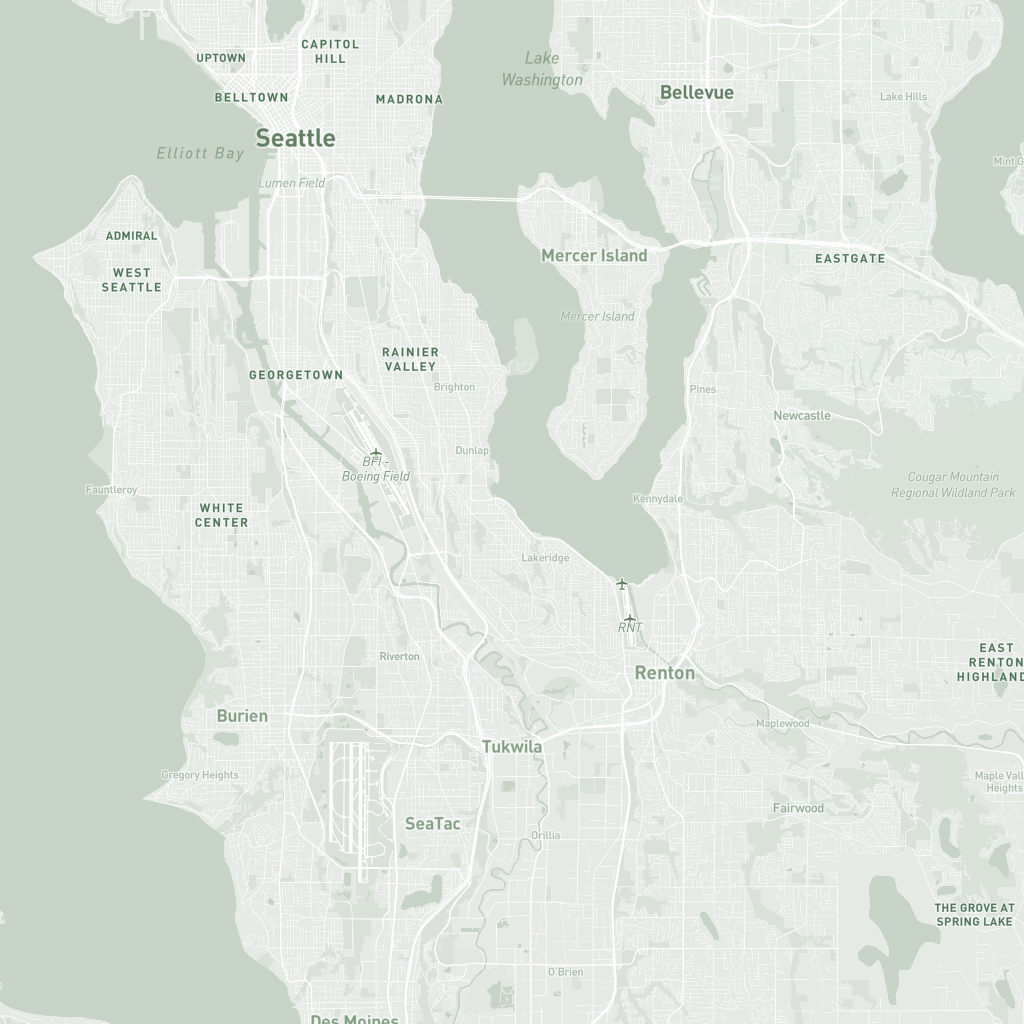 CAPITOL
HILL
UPTOWN
Lake
Washington
BELLTOWN
MADRONA
Bellevue
Lake Hills
Seattle
Elliott Bay
Lumen Field
ADMIRAL
WEST
SEATTLE
Mercer Island
EASTGATE
Mercer Island
RAINIER
VALLEY
GEORGETOWN
Brighton
Pines
Newcastle
Dunlap
BFI -
Boeing Field
Cougar Mountain
Regional Wildland Park
Fauntleroy
Kennydale
WHITE
CENTER
Lakeridge
RNT
EAST
RENTON
HIGHLAND
Riverton
Renton
Burien
Maplewood
Tukwila
Gregory Heights
Heights
Fairwood
SeaTac
Orillia
THE GROVE AT
SPRING LAKE
O'Brien
Des Moines